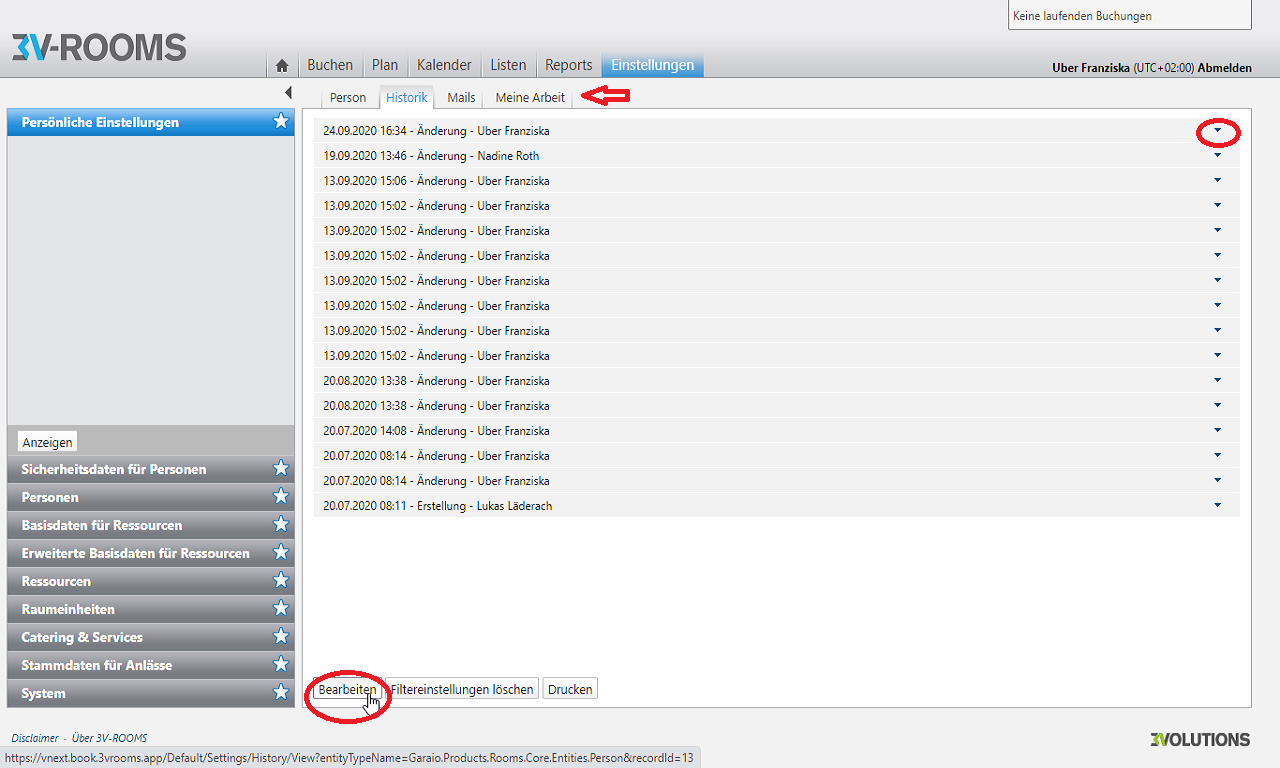 Keine laufenden Buchungen
3V-ROOMS
Buchen Plan Kalender Listen Reports Einstellungen
Uber Franziska (UTC+02:00) Abmelden
Person Historik Mails Meine Arbeit
Persönliche Einstellungen
24.09.2020 16:34 - Änderung - Uber Franziska
19.09.2020 13:46 - Änderung - Nadine Roth
13.09.2020 15:06 - Änderung - Uber Franziska
13.09.2020 15:02 - Änderung - Uber Franziska
13.09.2020 15:02 - Änderung - Uber Franziska
13.09.2020 15:02 - Änderung - Uber Franziska
13.09.2020 15:02 - Änderung - Uber Franziska
13.09.2020 15:02 - Änderung - Uber Franziska
13.09.2020 15:02 - Änderung - Uber Franziska
13.09.2020 15:02 - Änderung - Uber Franziska
20.08.2020 13:38 - Änderung - Uber Franziska
20.08.2020 13:38 - Änderung - Uber Franziska
20.07.2020 14:08 - Änderung - Uber Franziska
20.07.2020 08:14 - Änderung - Uber Franziska
20.07.2020 08:14 - Änderung - Uber Franziska
20.07.2020 08:11 - Erstellung - Lukas Läderach
Anzeigen
Sicherheitsdaten für Personen
Personen
Basisdaten für Ressourcen
Erweiterte Basisdaten für Ressourcen
Ressourcen
Raumeinheiten
Catering & Services
Stammdaten für Anlässe
System
Bearbeiten Filtereinstellungen löschen Drucken
Disclaimer - Über 3V-ROOMS
3VOLUTIONS
https://vnext.book.3vrooms.app/Default/Settings/History/View?entityTypeName=Garaio.Products.Rooms.Core.Entities.Person&recordId=13